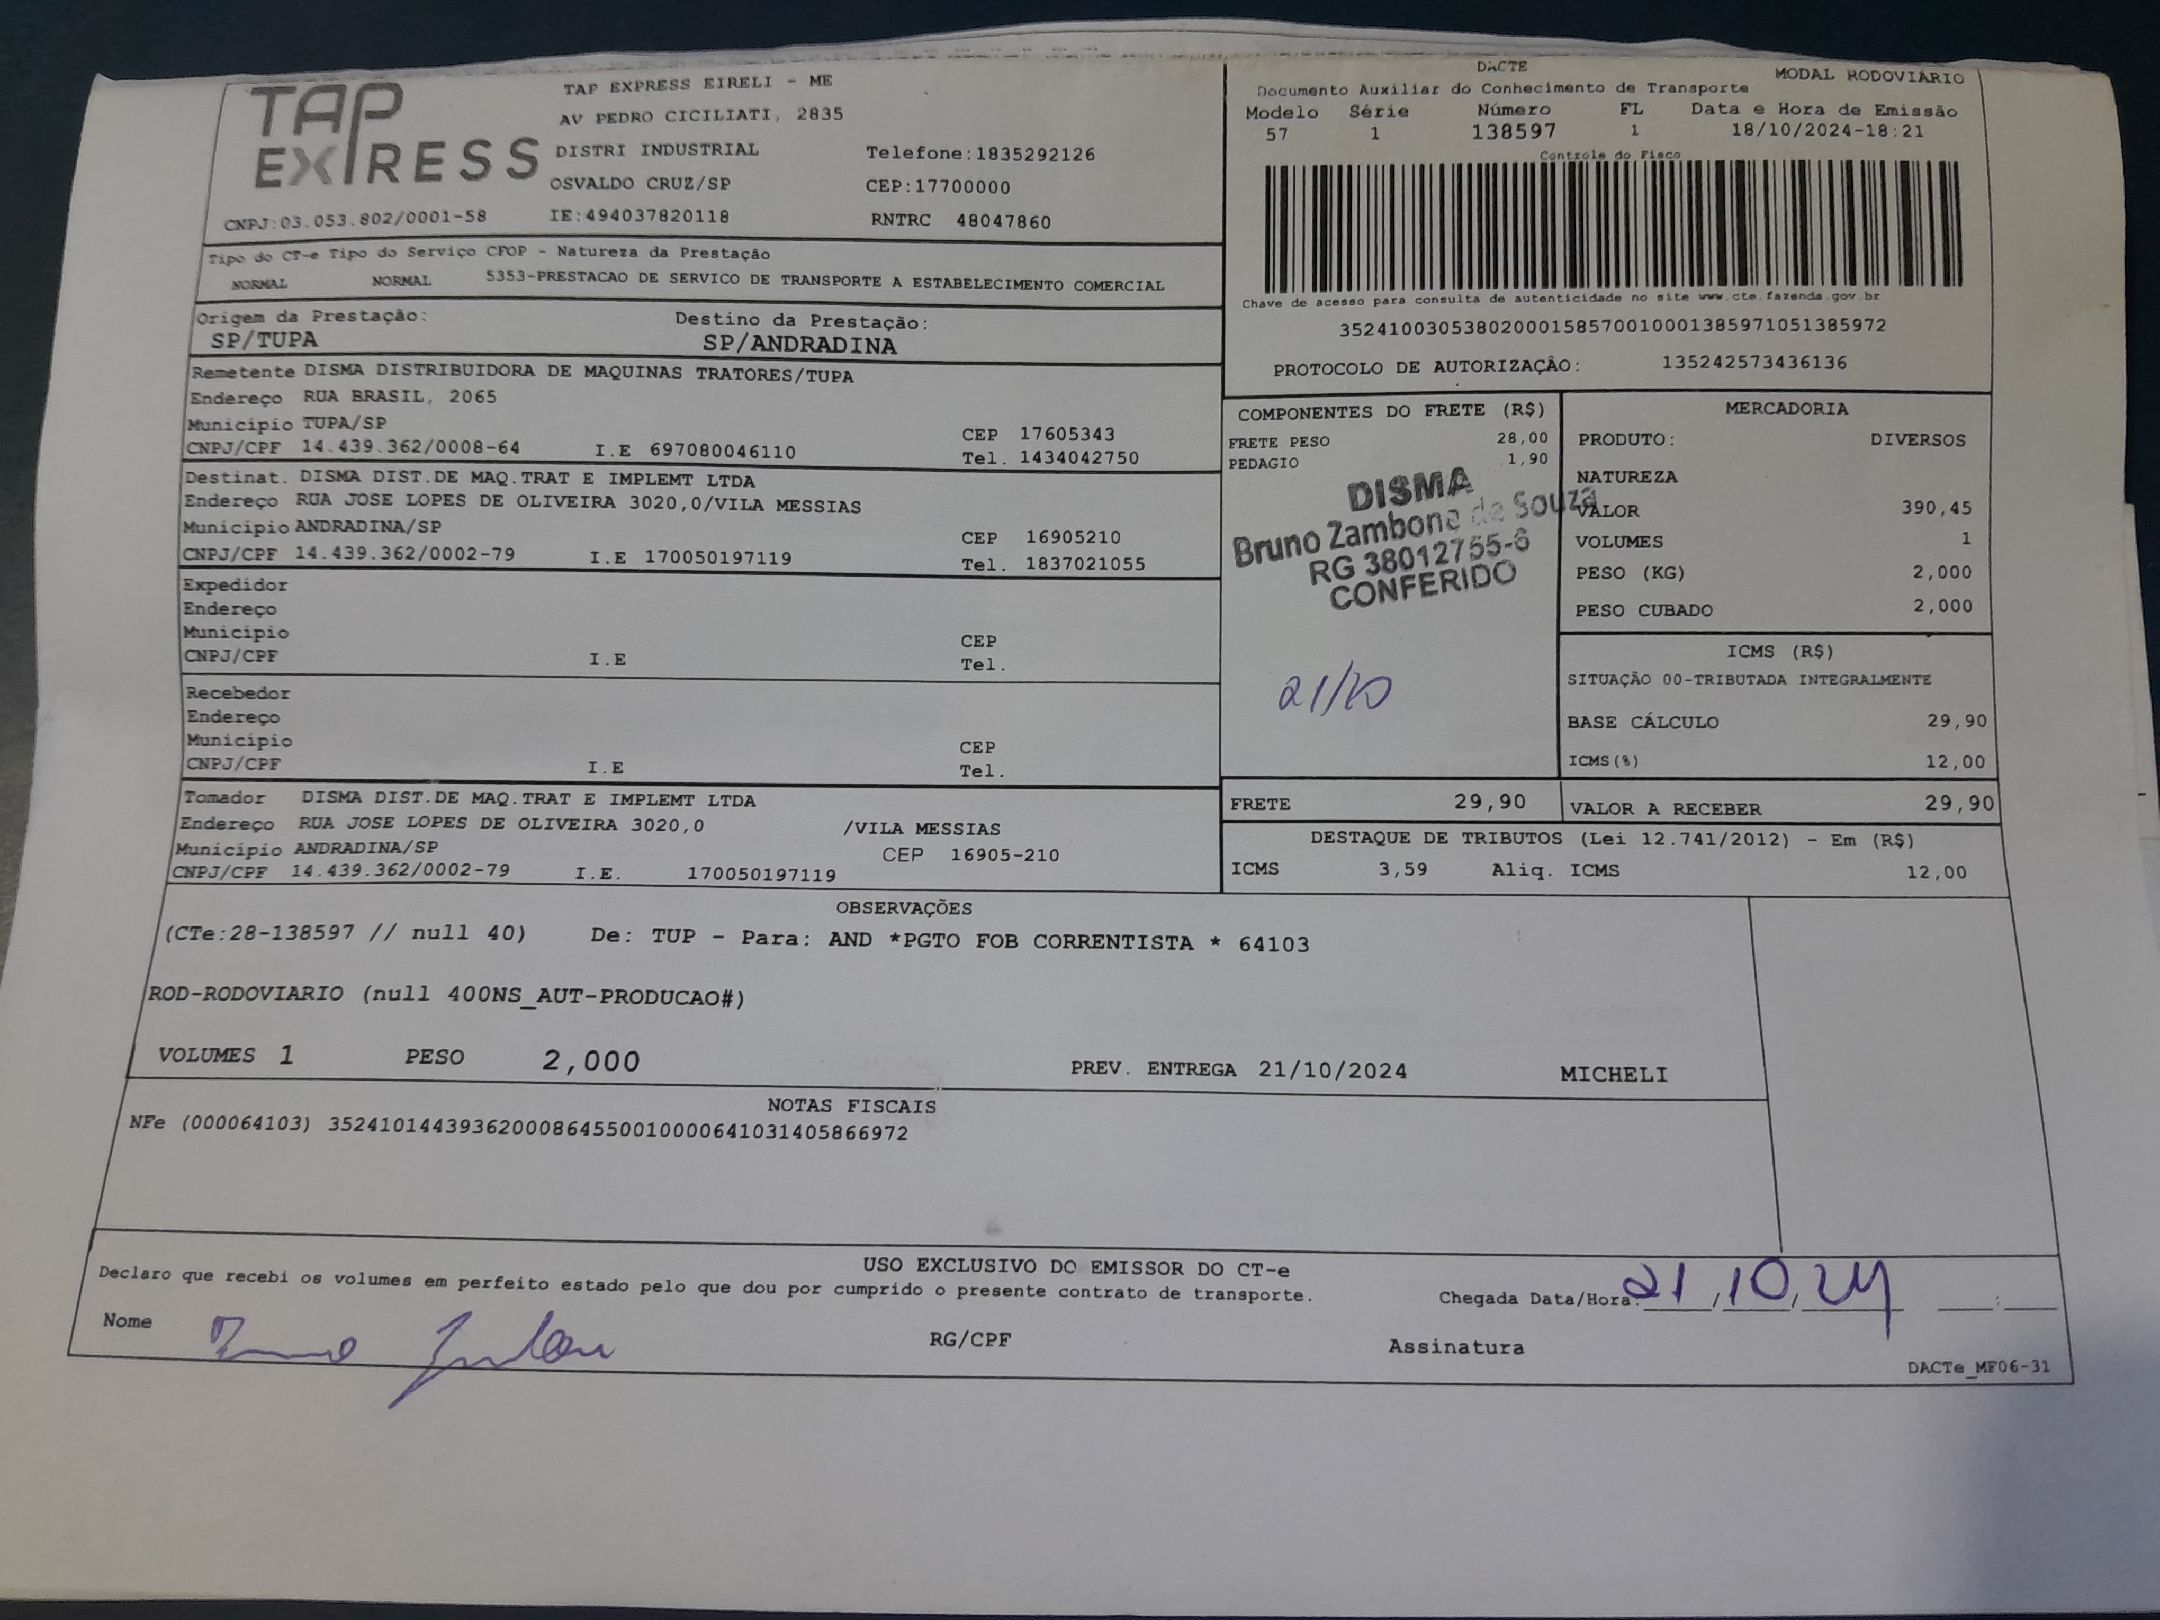 TAP EXPRESS
TAP EXPRESS EIRELI - ME
AV PEDRO CICILIATI, 2835
DISTRI INDUSTRIAL Telefone:1835292126
OSVALDO CRUZ/SP CEP:17700000
CNPJ:03.053.802/0001-58 IE:494037820118 RNTRC 48047860
DACTE MODAL RODOVIÁRIO
Documento Auxiliar do Conhecimento de Transporte
Modelo Série Número FL Data e Hora de Emissão
57 1 138597 1 18/10/2024-18:21
Controle do Fisco
Chave de acesso para consulta de autenticidade no site www.cte.fazenda.gov.br
35241003053802000158570010001385971051385972
PROTOCOLO DE AUTORIZAÇÃO: 135242573436136
Tipo do CT-e Tipo do Serviço CFOP - Natureza da Prestação
NORMAL NORMAL 5353-PRESTACAO DE SERVICO DE TRANSPORTE A ESTABELECIMENTO COMERCIAL
Origem da Prestação: Destino da Prestação:
SP/TUPA SP/ANDRADINA
Remetente DISMA DISTRIBUIDORA DE MAQUINAS TRATORES/TUPA
Endereço RUA BRASIL, 2065
Município TUPA/SP CEP 17605343
CNPJ/CPF 14.439.362/0008-64 I.E 697080046110 Tel. 1434042750
Destinat. DISMA DIST.DE MAQ.TRAT E IMPLEMT LTDA
Endereço RUA JOSE LOPES DE OLIVEIRA 3020,0/VILA MESSIAS
Município ANDRADINA/SP CEP 16905210
CNPJ/CPF 14.439.362/0002-79 I.E 170050197119 Tel. 1837021055
Expedidor
Endereço
Município CEP
CNPJ/CPF I.E Tel.
Recebedor
Endereço
Município CEP
CNPJ/CPF I.E Tel.
Tomador DISMA DIST.DE MAQ.TRAT E IMPLEMT LTDA
Endereço RUA JOSE LOPES DE OLIVEIRA 3020,0 /VILA MESSIAS
Município ANDRADINA/SP CEP 16905-210
CNPJ/CPF 14.439.362/0002-79 I.E. 170050197119
COMPONENTES DO FRETE (R$)
FRETE PESO 28,00
PEDAGIO 1,90
DISMA
Bruno Zambone de Souza
RG 38012755-6
CONFERIDO
21/10
MERCADORIA
PRODUTO: DIVERSOS
NATUREZA
VALOR 390,45
VOLUMES 1
PESO (KG) 2,000
PESO CUBADO 2,000
ICMS (R$)
SITUAÇÃO 00-TRIBUTADA INTEGRALMENTE
BASE CÁLCULO 29,90
ICMS(%) 12,00
FRETE 29,90 VALOR A RECEBER 29,90
DESTAQUE DE TRIBUTOS (Lei 12.741/2012) - Em (R$)
ICMS 3,59 Aliq. ICMS 12,00
OBSERVAÇÕES
(CTe:28-138597 // null 40) De: TUP - Para: AND *PGTO FOB CORRENTISTA * 64103
ROD-RODOVIARIO (null 400NS_AUT-PRODUCAO#)
VOLUMES 1 PESO 2,000 PREV. ENTREGA 21/10/2024 MICHELI
NOTAS FISCAIS
NFe (000064103) 35241014439362000864550010000641031405866972
USO EXCLUSIVO DO EMISSOR DO CT-e
Declaro que recebi os volumes em perfeito estado pelo que dou por cumprido o presente contrato de transporte.
Chegada Data/Hora: 21/10/24 :
Nome RG/CPF Assinatura
DACTe_MF06-31